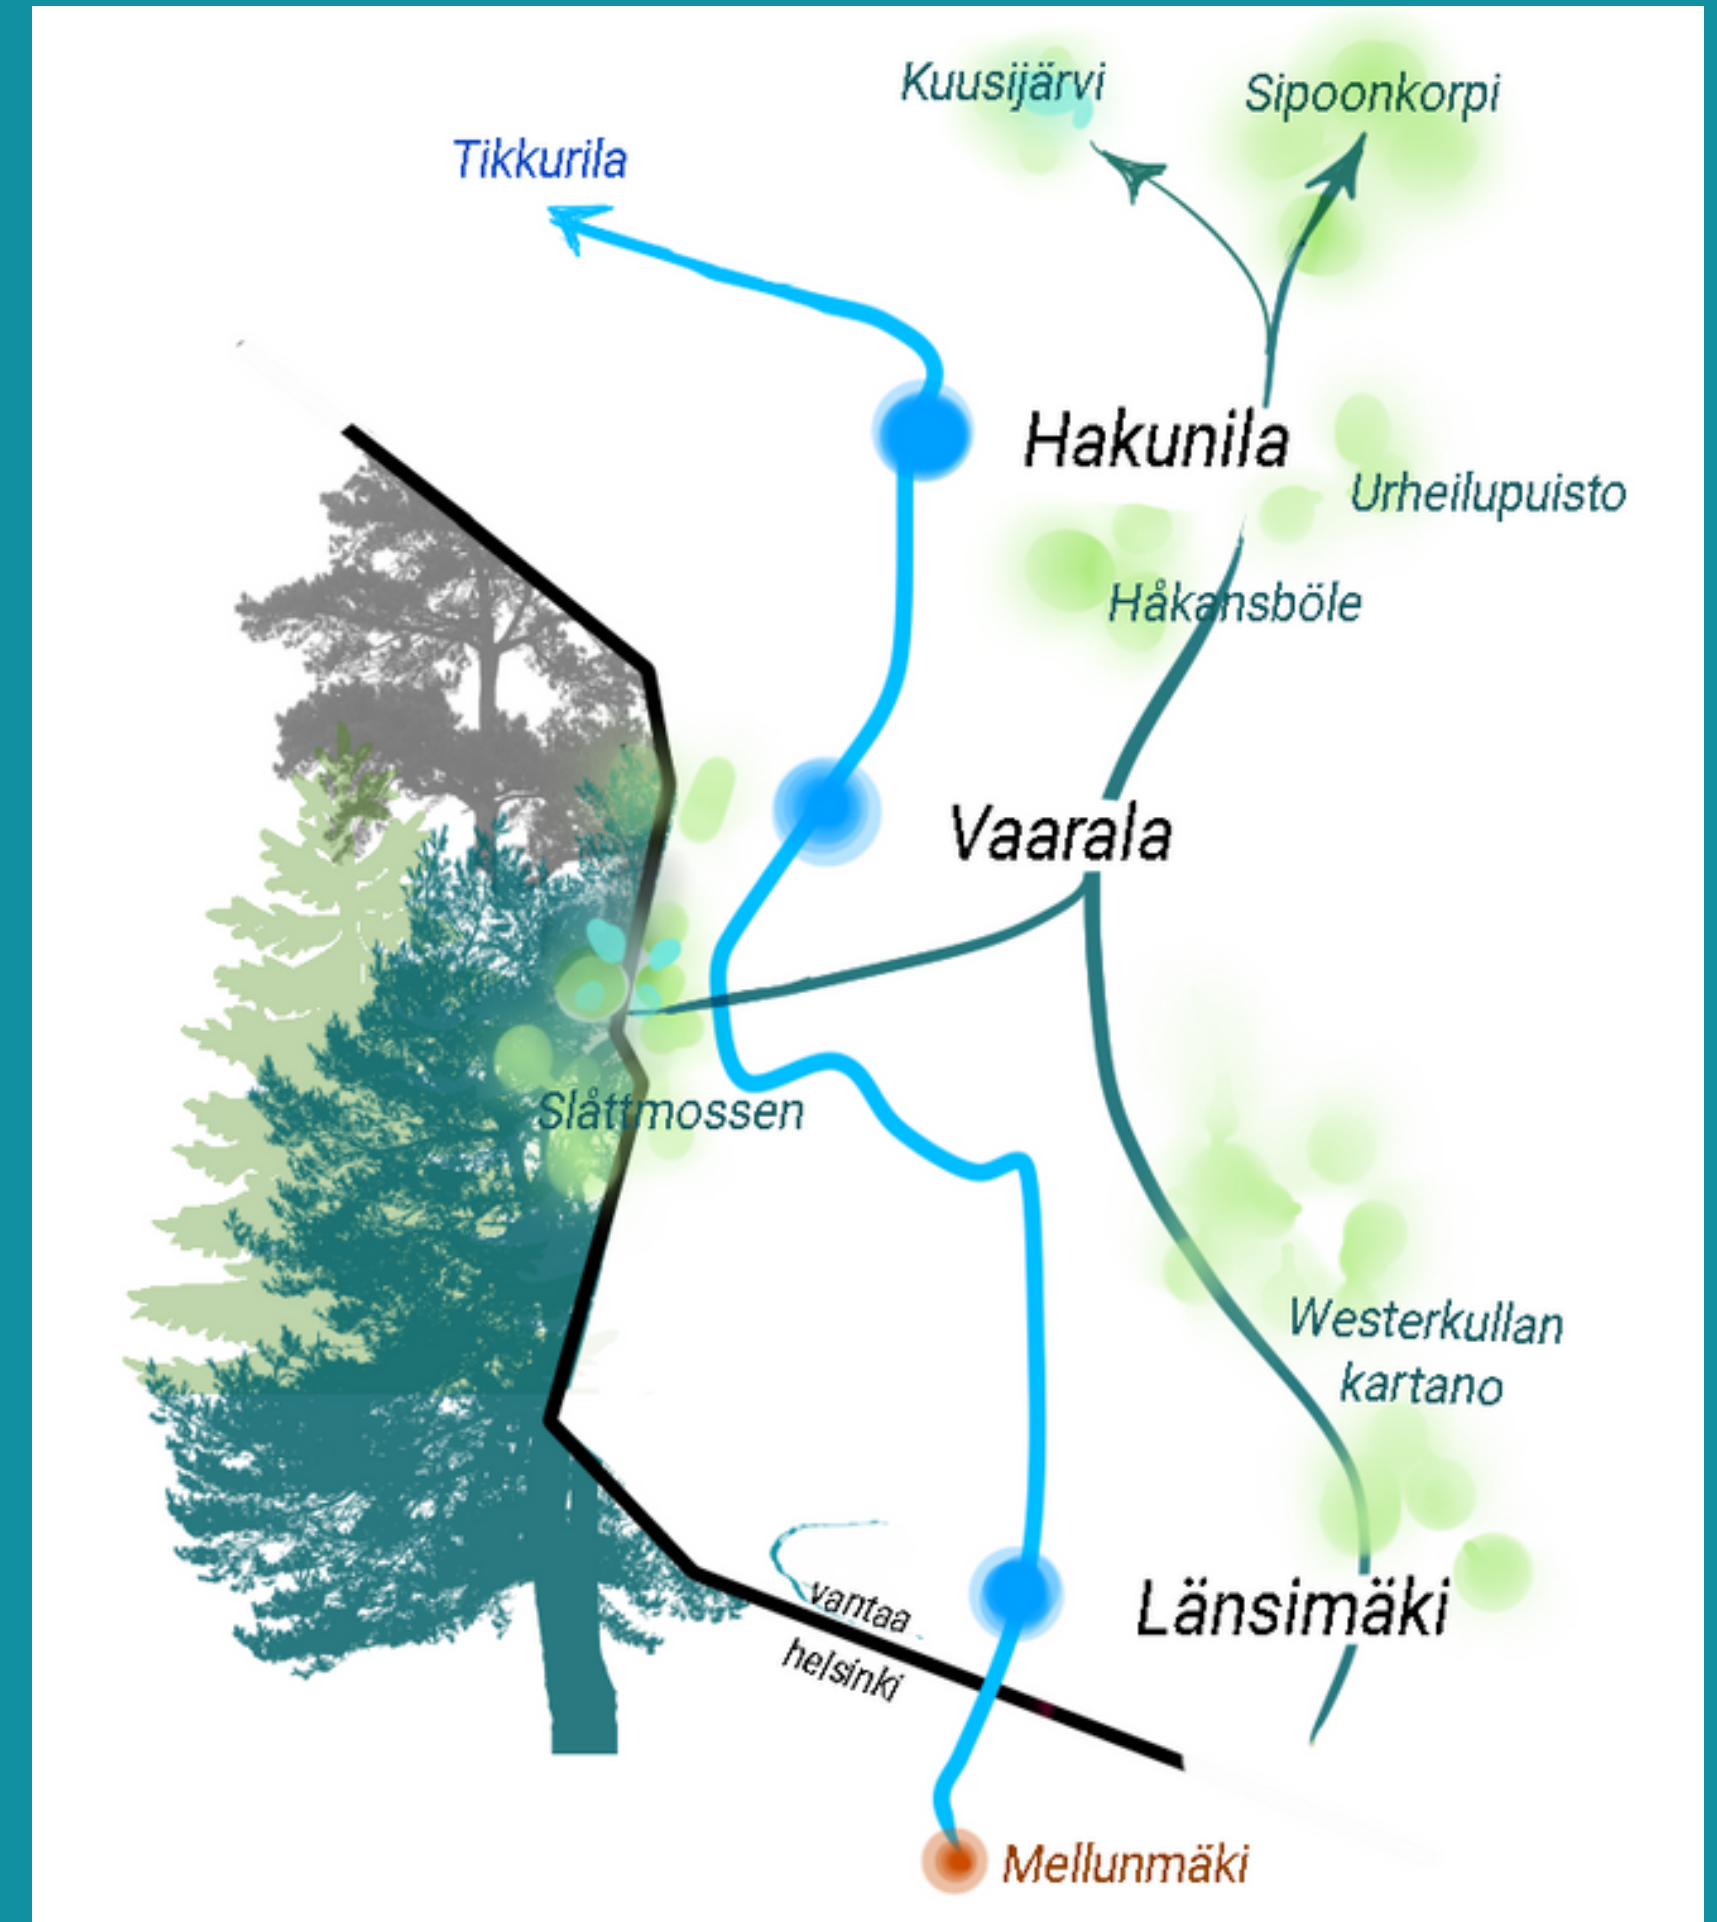 Kuusijärvi
Sipoonkorpi
Tikkurila
Hakunila
Urheilupuisto
Håkansböle
Vaarala
Slåttmossen
Westerkullan
kartano
vantaa
helsinki
Länsimäki
Mellunmäki